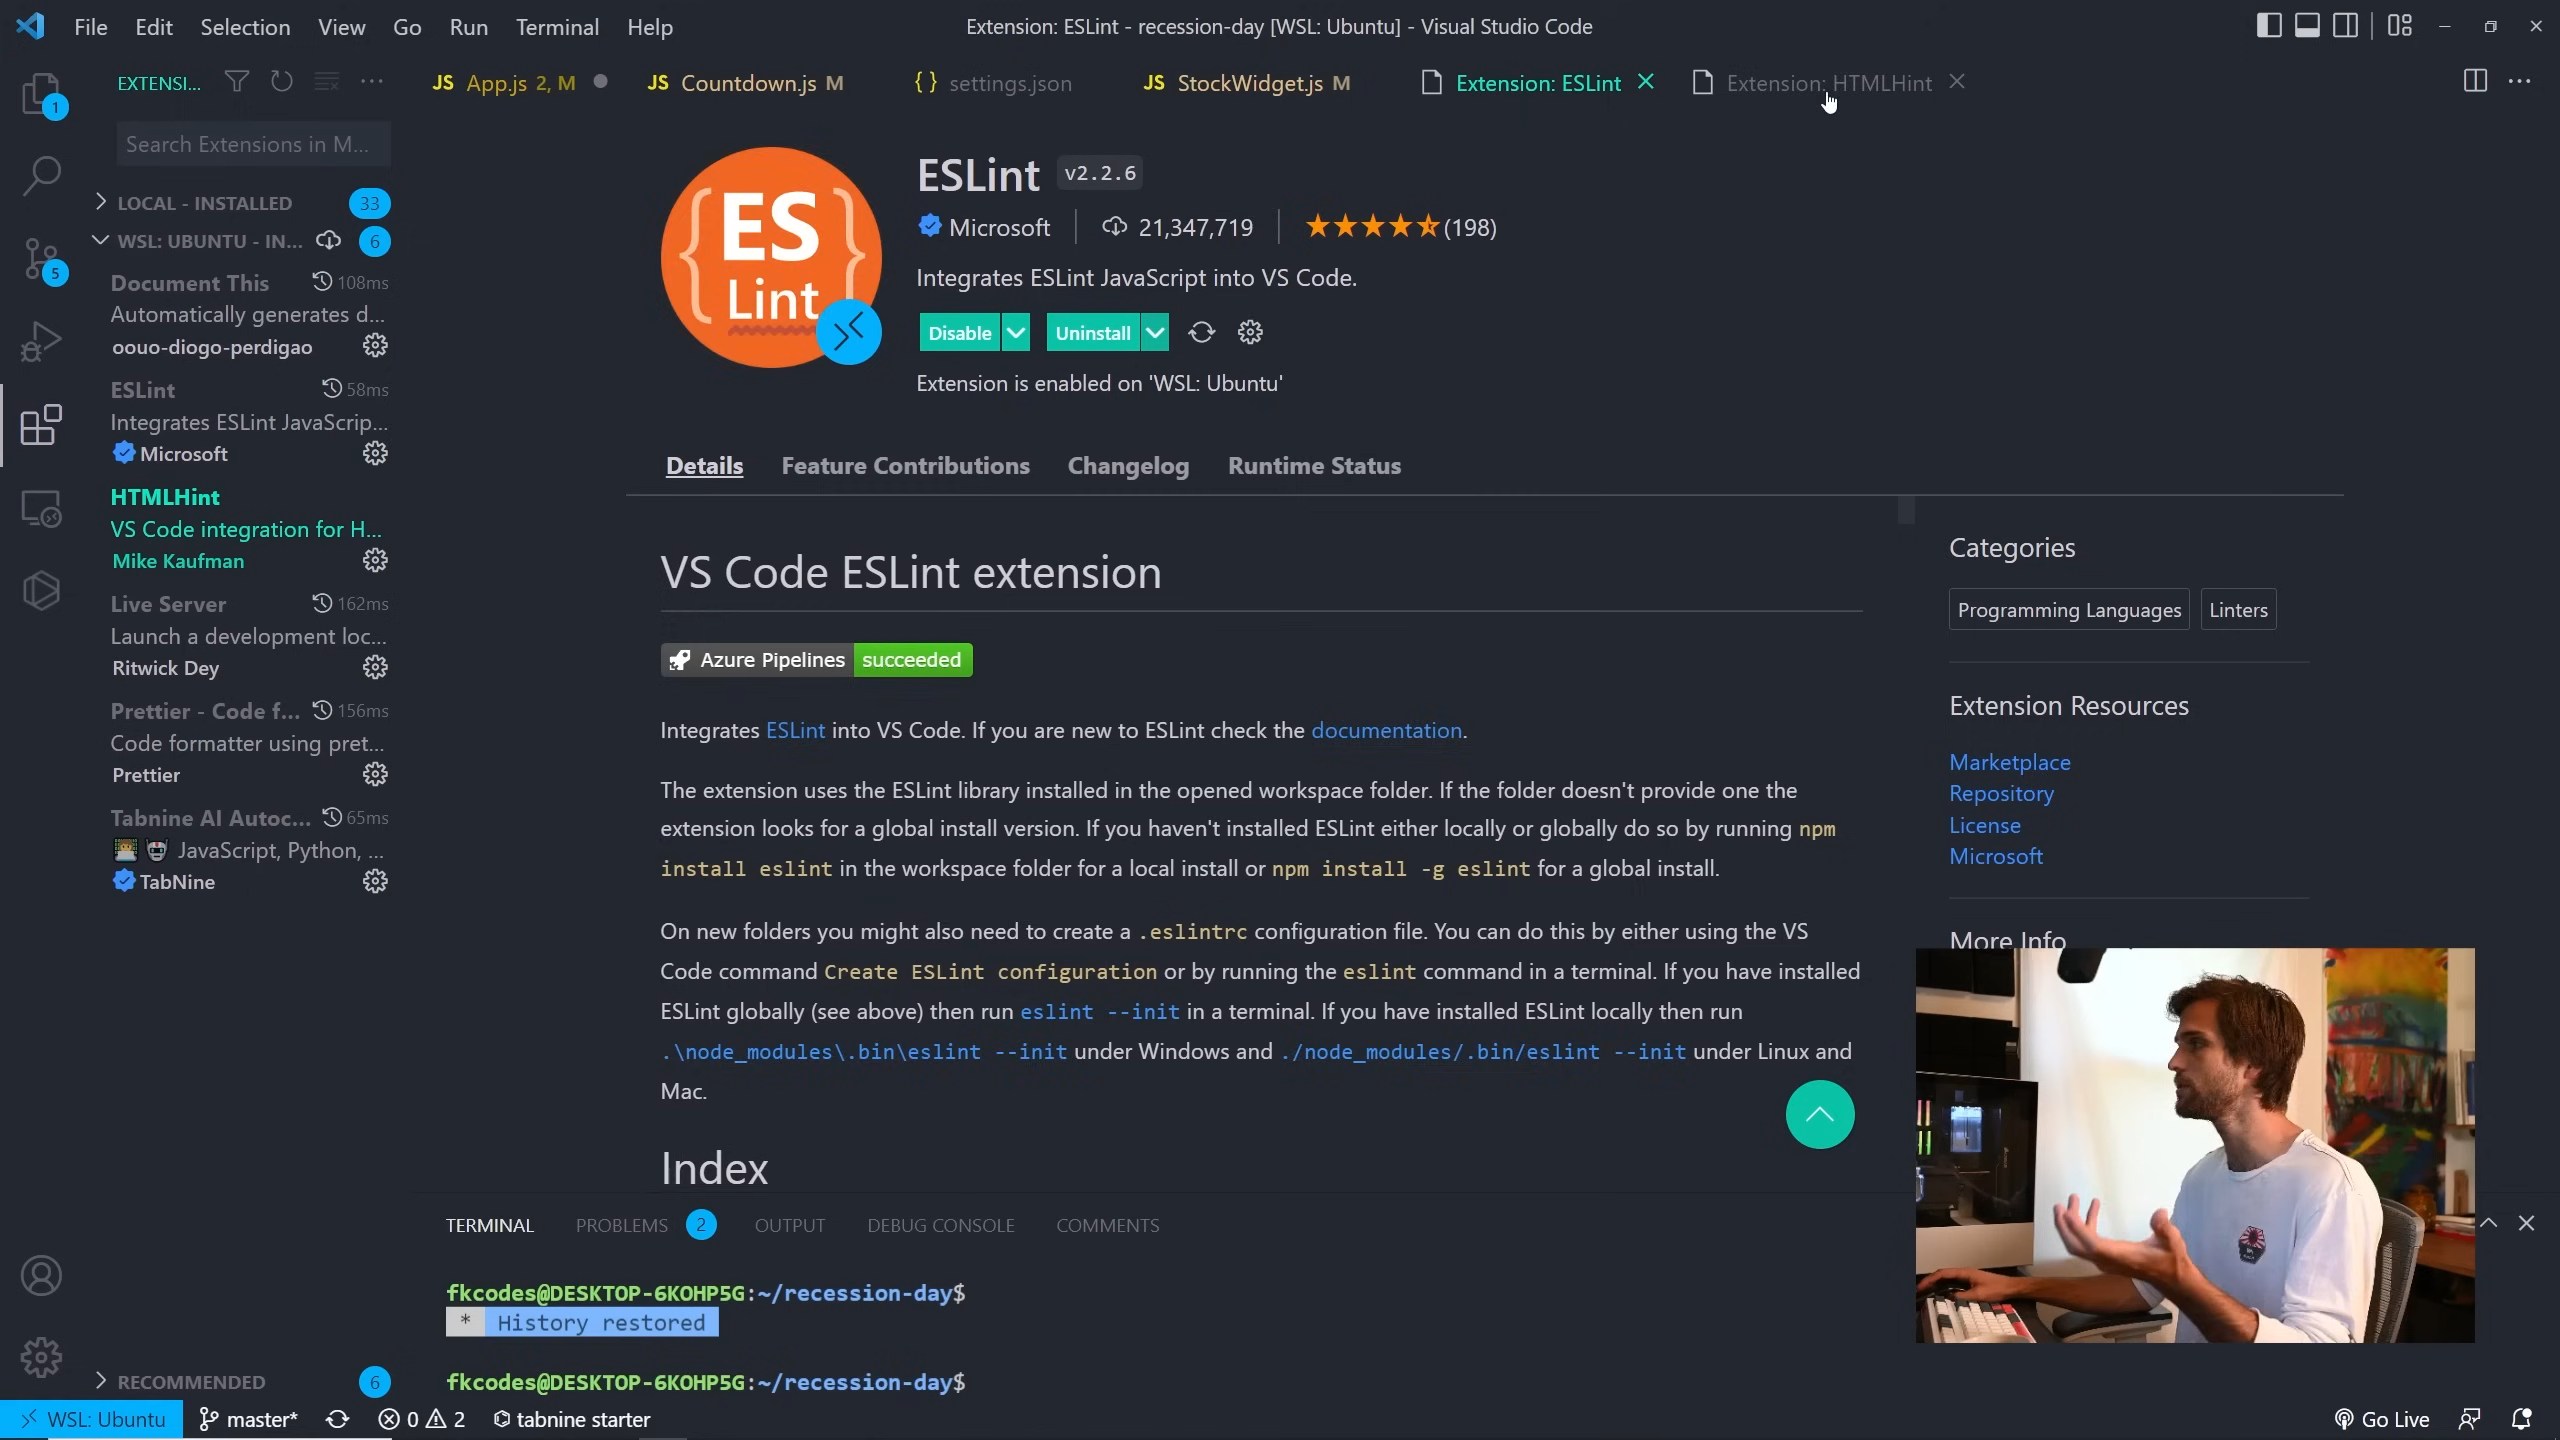 File Edit Selection View Go Run Terminal Help
Extension: ESLint - recession-day [WSL: Ubuntu] - Visual Studio Code
EXTENSI...
JS App.js 2, M
JS Countdown.js M
{} settings.json
JS StockWidget.js M
Extension: ESLint
Extension: HTMLHint
1
5
Search Extensions in M...
LOCAL - INSTALLED 33
WSL: UBUNTU - IN... 6
Document This 108ms
Automatically generates d...
oouo-diogo-perdigao
ESLint 58ms
Integrates ESLint JavaScrip...
Microsoft
HTMLHint
VS Code integration for H...
Mike Kaufman
Live Server 162ms
Launch a development loc...
Ritwick Dey
Prettier - Code f... 156ms
Code formatter using pret...
Prettier
Tabnine AI Autoc... 65ms
JavaScript, Python, ...
TabNine
RECOMMENDED 6
{ES}
Lint
ESLint v2.2.6
Microsoft 21,347,719 (198)
Integrates ESLint JavaScript into VS Code.
Disable Uninstall
Extension is enabled on 'WSL: Ubuntu'
Details Feature Contributions Changelog Runtime Status
VS Code ESLint extension
Azure Pipelines succeeded
Integrates ESLint into VS Code. If you are new to ESLint check the documentation.
The extension uses the ESLint library installed in the opened workspace folder. If the folder doesn't provide one the
extension looks for a global install version. If you haven't installed ESLint either locally or globally do so by running npm
install eslint in the workspace folder for a local install or npm install -g eslint for a global install.
On new folders you might also need to create a .eslintrc configuration file. You can do this by either using the VS
Code command Create ESLint configuration or by running the eslint command in a terminal. If you have installed
ESLint globally (see above) then run eslint --init in a terminal. If you have installed ESLint locally then run
.\node_modules\.bin\eslint --init under Windows and ./node_modules/.bin/eslint --init under Linux and
Mac.
Index
Categories
Programming Languages Linters
Extension Resources
Marketplace
Repository
License
Microsoft
More Info
TERMINAL PROBLEMS 2 OUTPUT DEBUG CONSOLE COMMENTS
fkcodes@DESKTOP-6KOHP5G:~/recession-day$
* History restored
fkcodes@DESKTOP-6KOHP5G:~/recession-day$
WSL: Ubuntu master* 0 2 tabnine starter Go Live